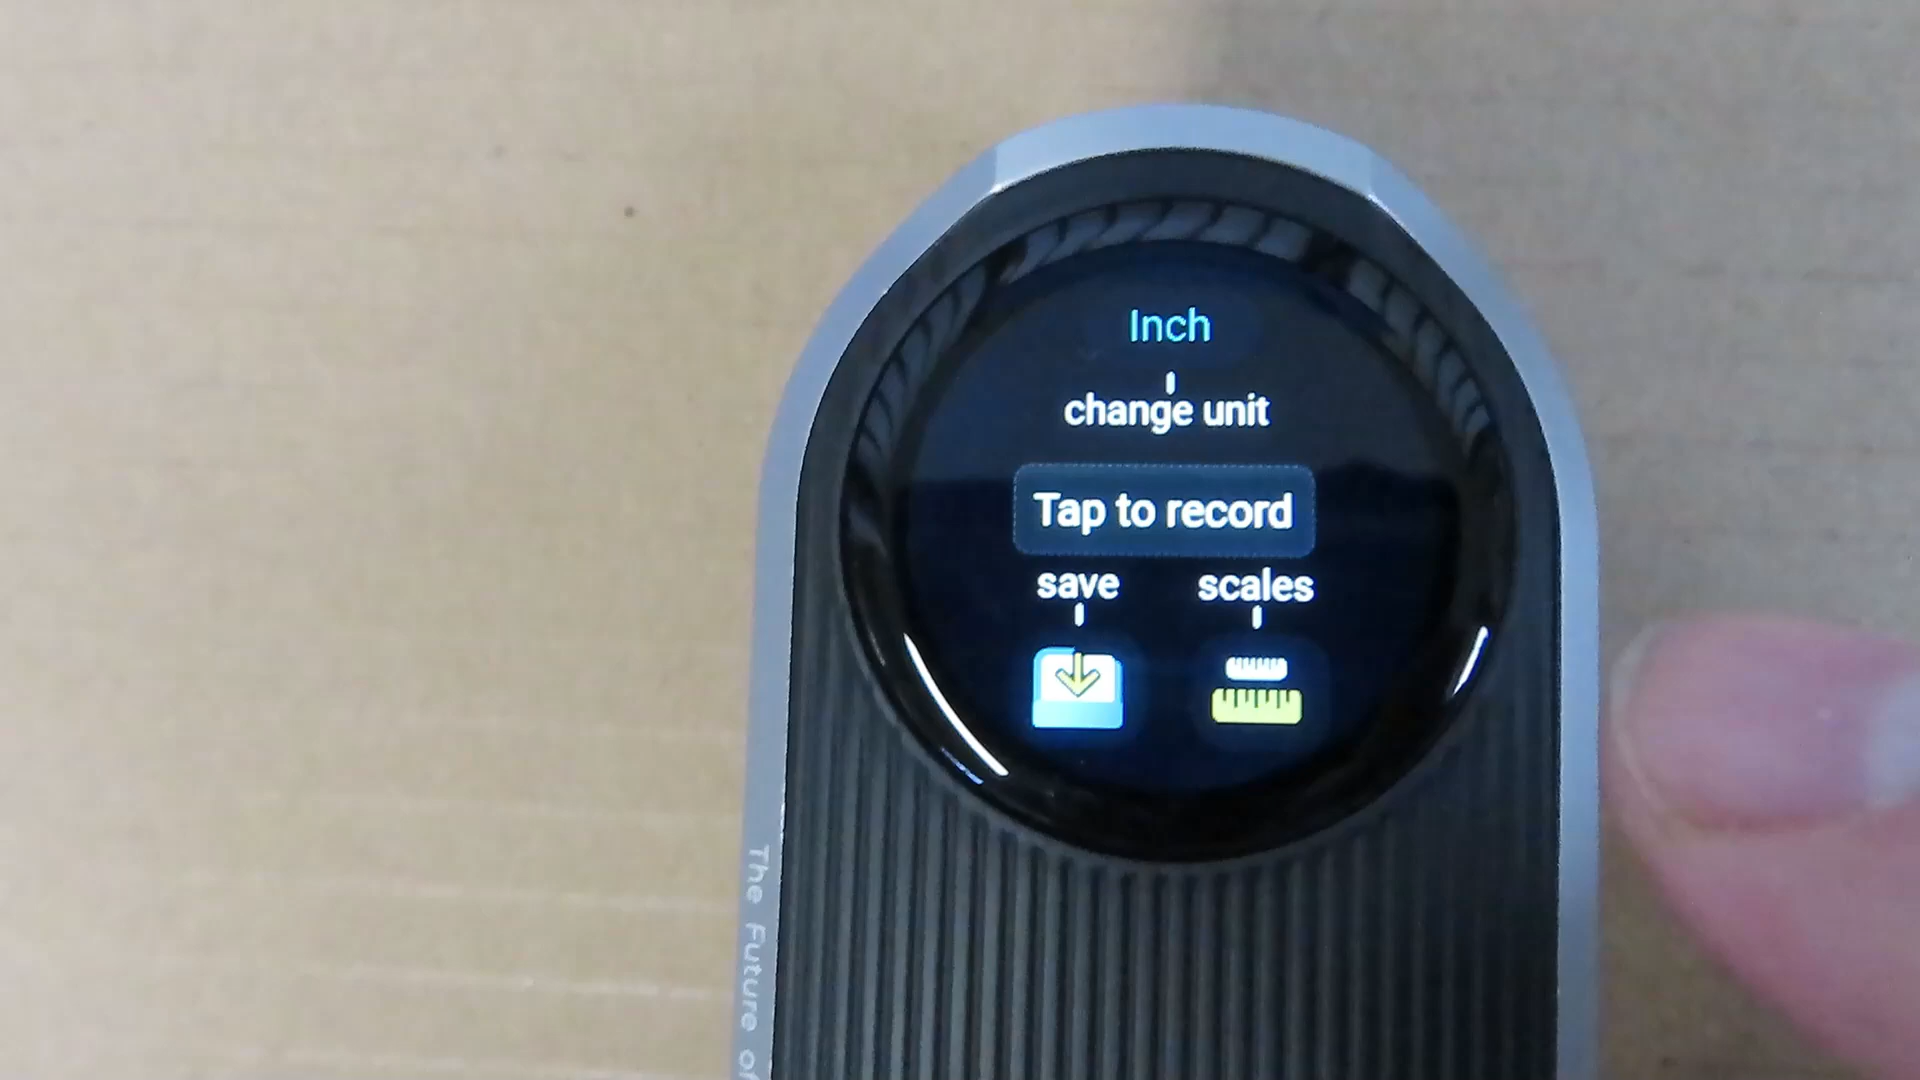 Inch
change unit
Tap to record
save scales
The Future of